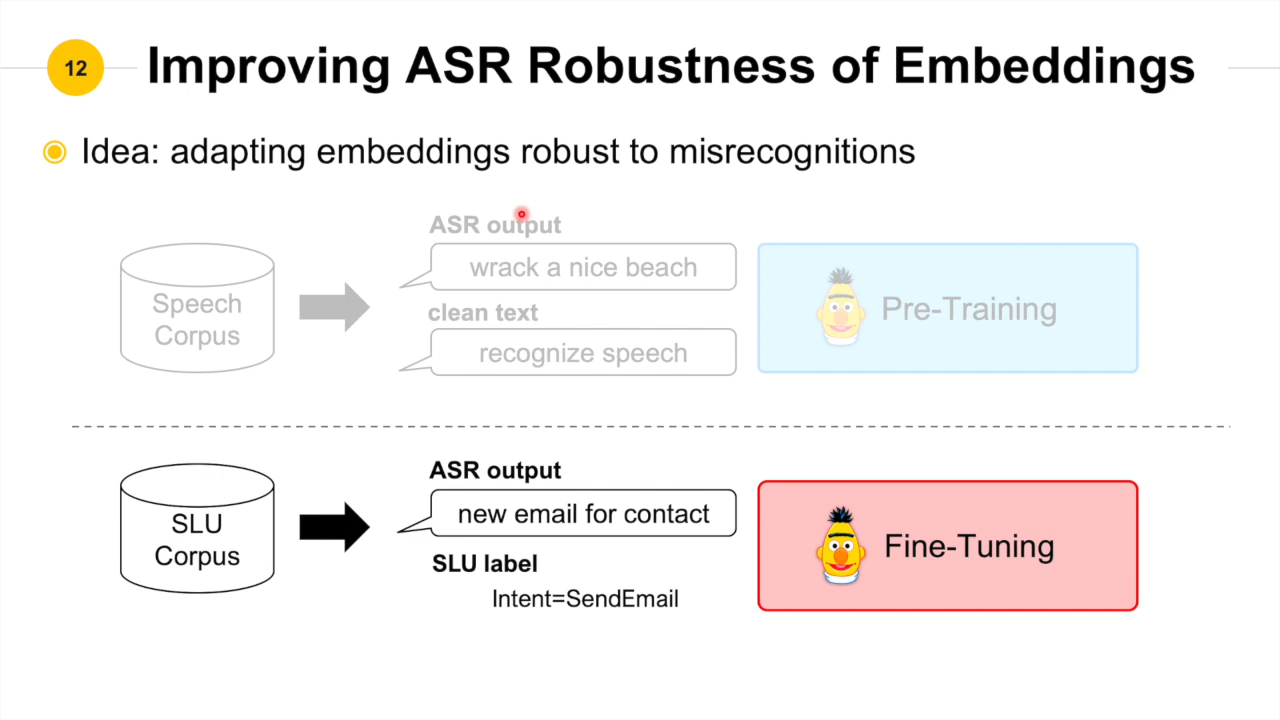 12
Improving ASR Robustness of Embeddings
Idea: adapting embeddings robust to misrecognitions
ASR output
wrack a nice beach
Speech
Corpus
clean text
recognize speech
Pre-Training
ASR output
new email for contact
SLU
Corpus
SLU label
Intent=SendEmail
Fine-Tuning